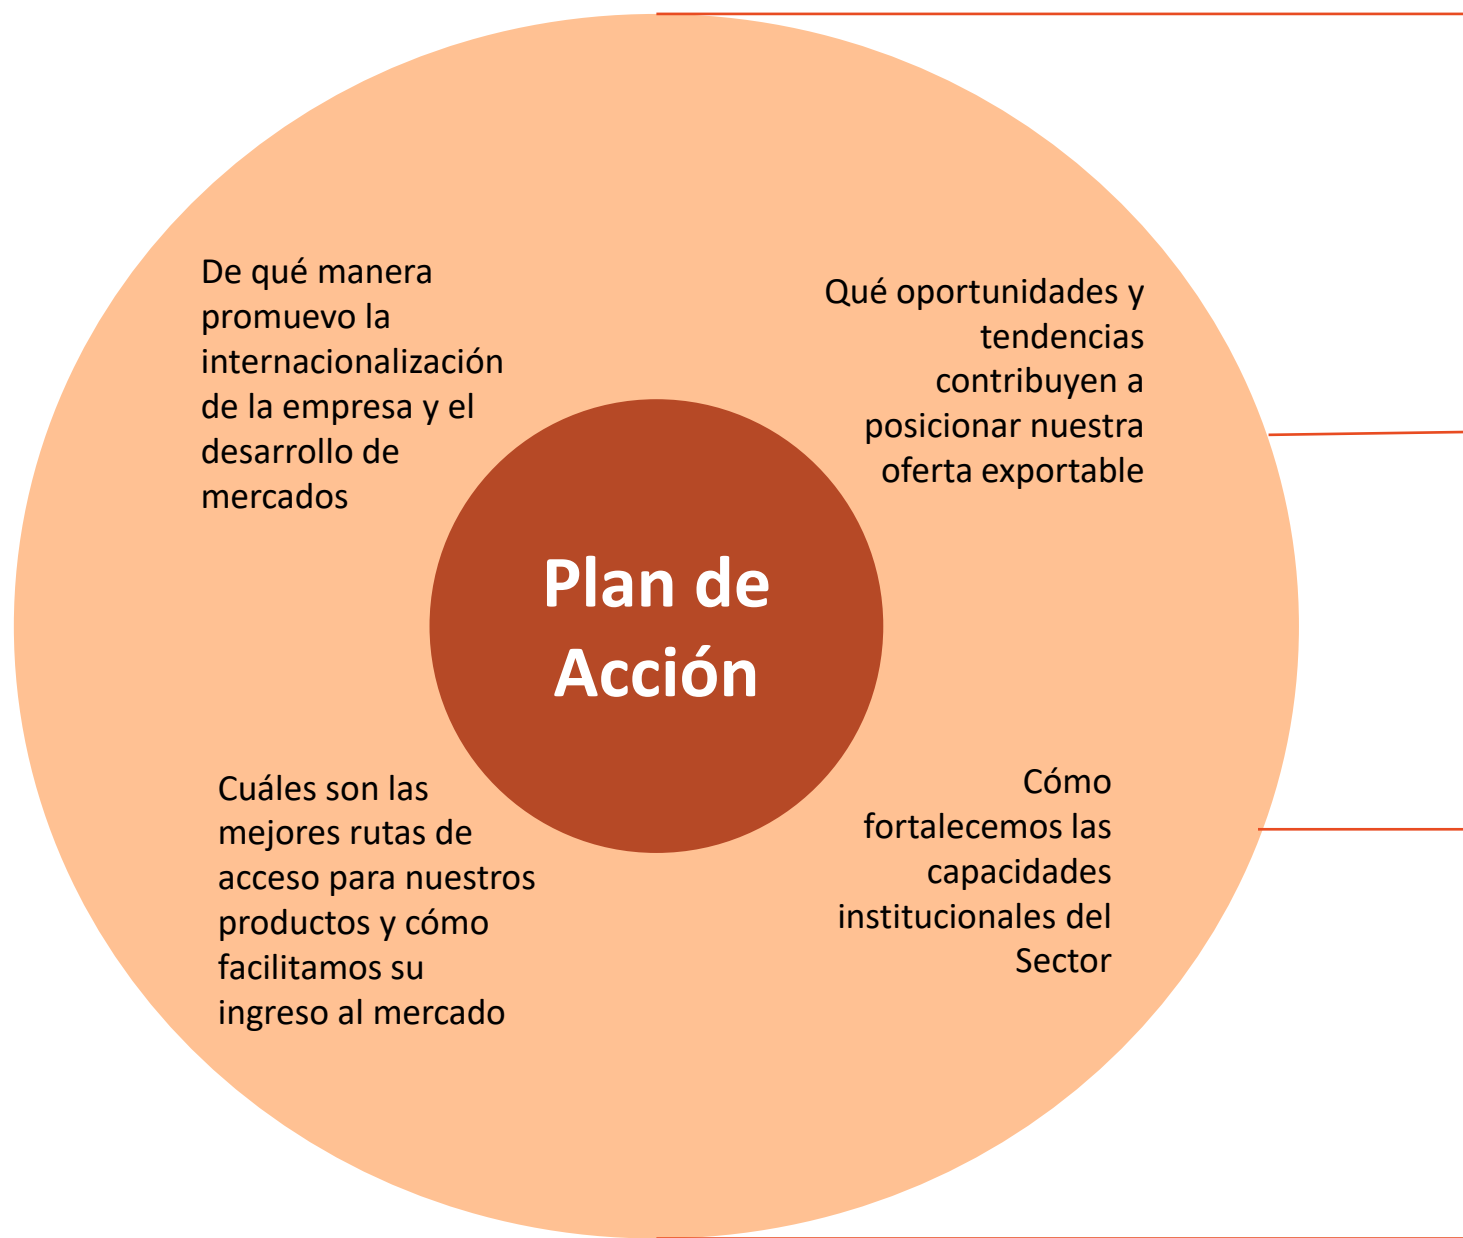 De qué manera
promuevo la
internacionalización
de la empresa y el
desarrollo de
mercados
Qué oportunidades y
tendencias
contribuyen a
posicionar nuestra
oferta exportable
Plan de
Acción
Cuáles son las
mejores rutas de
acceso para nuestros
productos y cómo
facilitamos su
ingreso al mercado
Cómo
fortalecemos las
capacidades
institucionales del
Sector